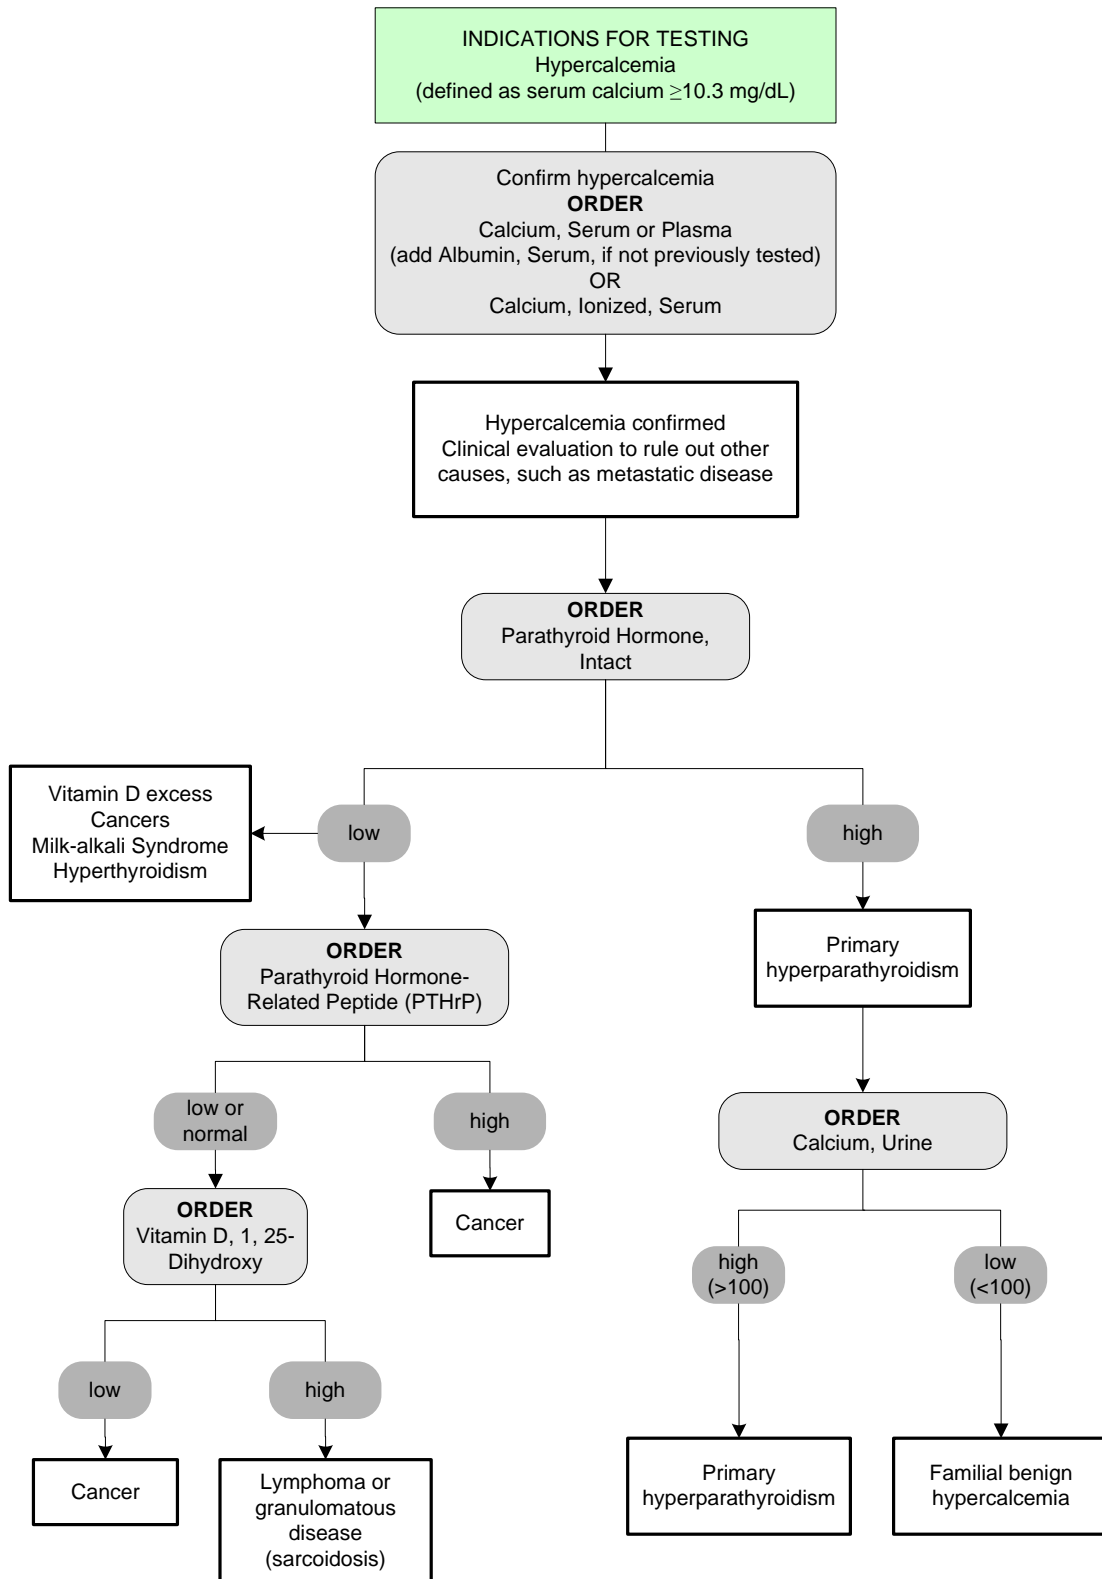 INDICATIONS FOR TESTING
Hypercalcemia
(defined as serum calcium ≥10.3 mg/dL)
Confirm hypercalcemia
ORDER
Calcium, Serum or Plasma
(add Albumin, Serum, if not previously tested)
OR
Calcium, Ionized, Serum
Hypercalcemia confirmed
Clinical evaluation to rule out other
causes, such as metastatic disease
ORDER
Parathyroid Hormone,
Intact
Vitamin D excess
Cancers
Milk-alkali Syndrome
Hyperthyroidism
low
high
ORDER
Parathyroid Hormone-
Related Peptide (PTHrP)
Primary
hyperparathyroidism
low or
normal
high
ORDER
Calcium, Urine
ORDER
Vitamin D, 1, 25-
Dihydroxy
Cancer
high
(>100)
low
(<100)
low
high
Cancer
Lymphoma or
granulomatous
disease
(sarcoidosis)
Primary
hyperparathyroidism
Familial benign
hypercalcemia